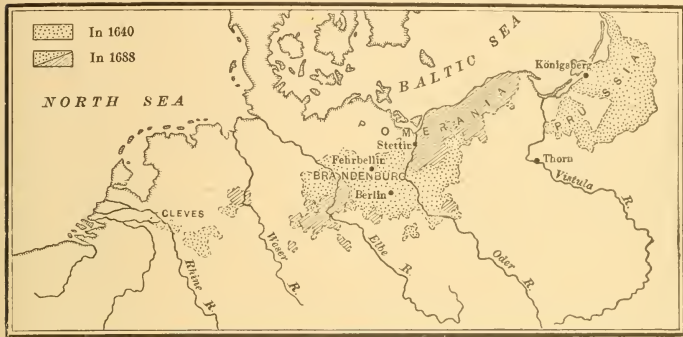 In 1640
In 1688
NORTH SEA
BALTIC SEA
Königsberg
PRUSSIA
POMERANIA
Stettin
Fehrbellin
BRANDENBURG
Berlin
Thorn
Vistula R.
CLEVES
Rhine R.
Weser R.
Elbe R.
Oder R.